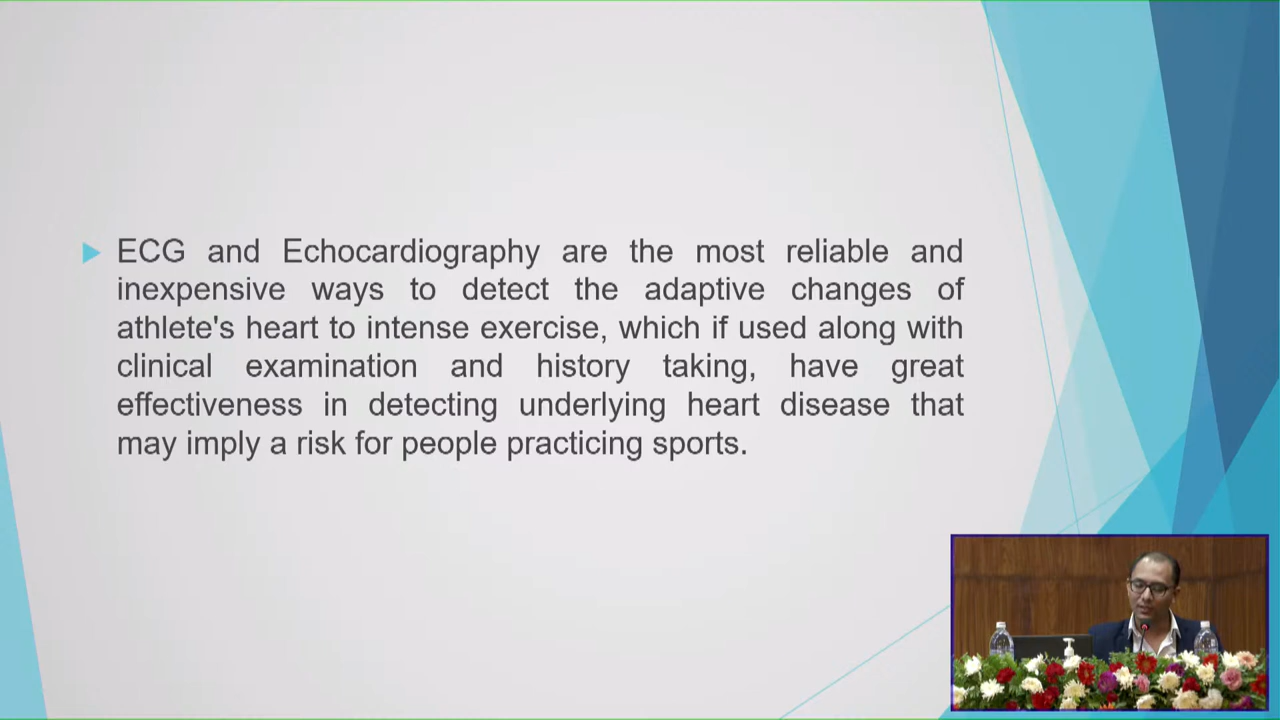 ECG and Echocardiography are the most reliable and
inexpensive ways to detect the adaptive changes of
athlete's heart to intense exercise, which if used along with
clinical examination and history taking, have great
effectiveness in detecting underlying heart disease that
may imply a risk for people practicing sports.